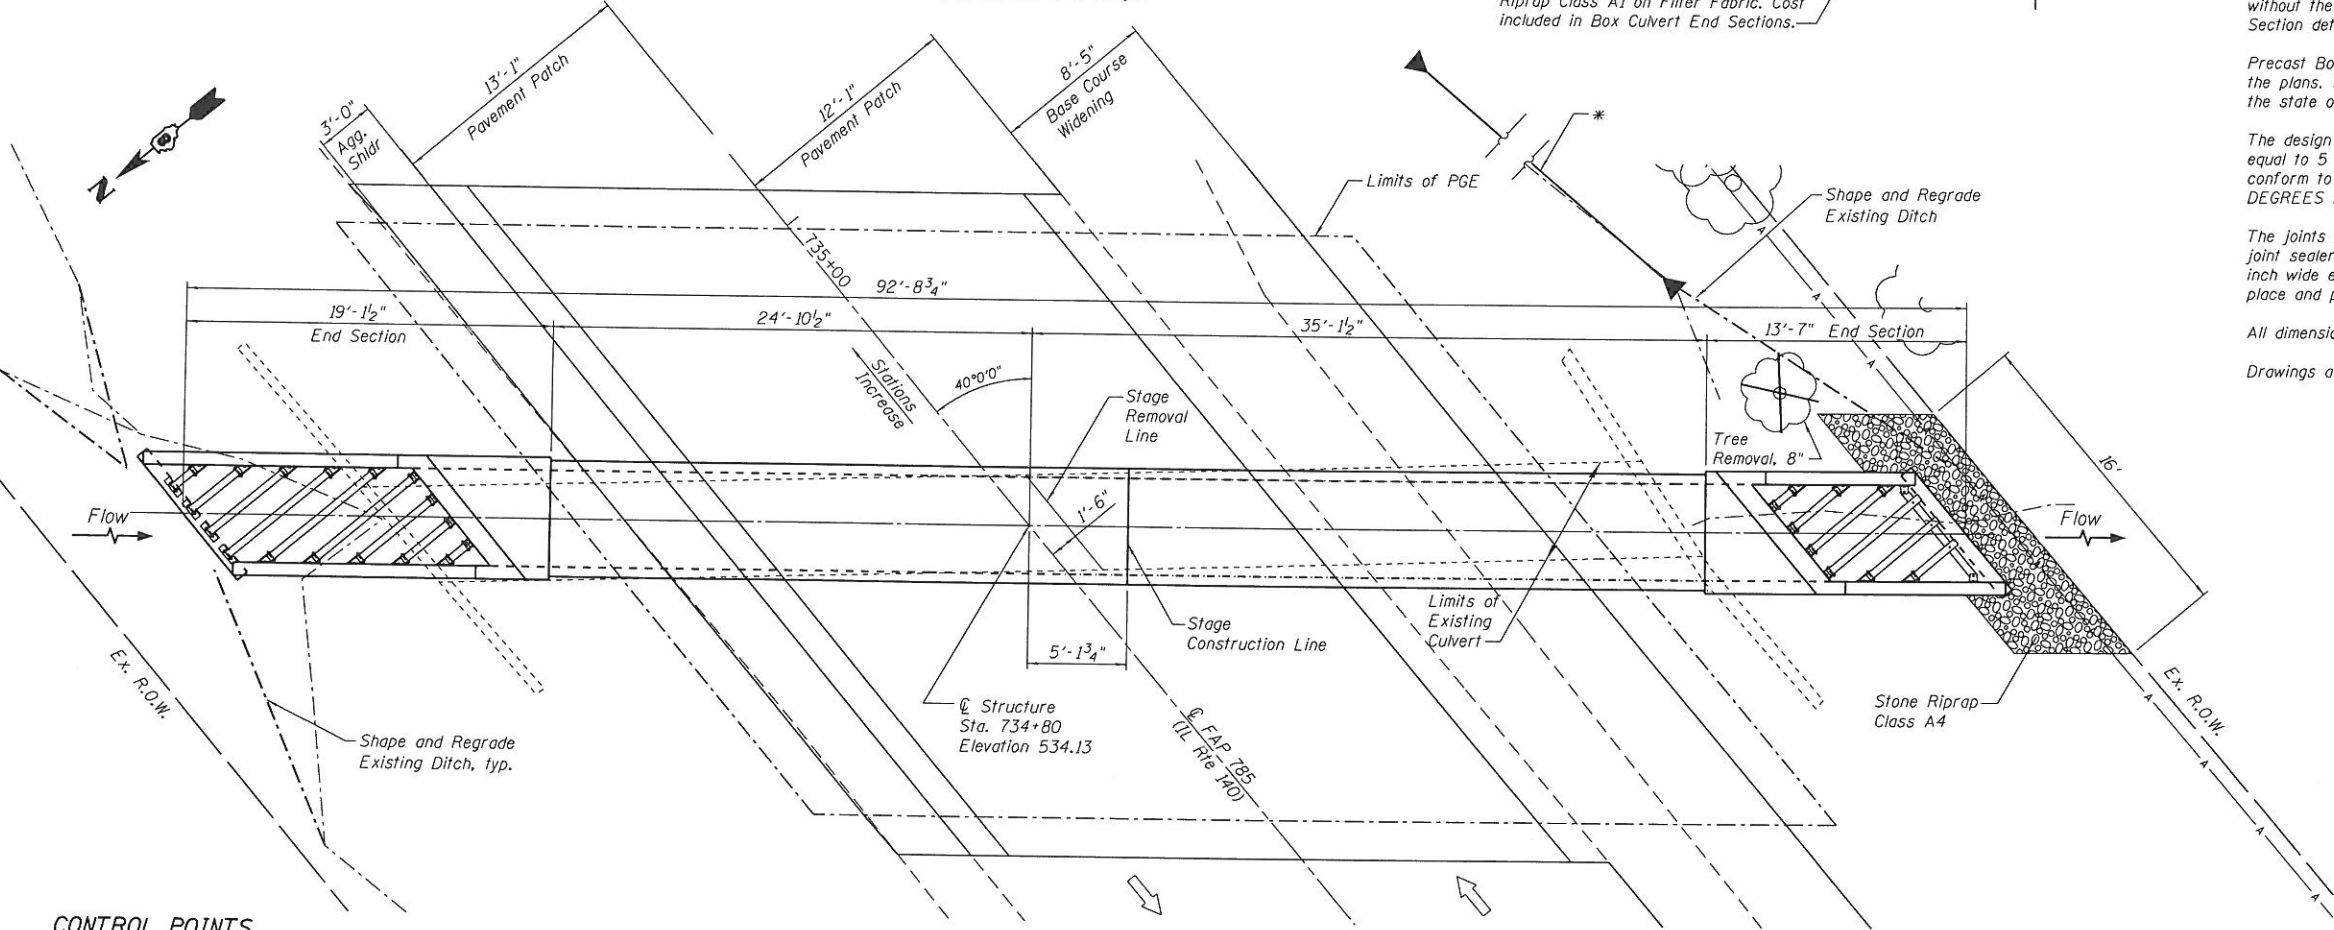 Riprap Class A1 on Filter Fabric. Cost
included in Box Culvert End Sections.
without the
Section det
Precast Bo
the plans.
the state o
The design
equal to 5
conform to
DEGREES
The joints
joint sealer
inch wide e
place and p
All dimensio
Drawings a
N
3'-0"
Agg.
Shldr
13'-1"
Pavement Patch
12'-1"
Pavement Patch
8'-5"
Base Course
Widening
*
Limits of PGE
Shape and Regrade
Existing Ditch
735+00
92'-8¾"
19'-1½"
End Section
24'-10½"
35'-1½"
13'-7" End Section
Stations
Increase
40°0'0"
Stage
Removal
Line
1'-6"
Tree
Removal, 8"
16'
A
A
A
Flow
Flow
Limits of
Existing
Culvert
Stage
Construction Line
5'-1¾"
℄ Structure
Sta. 734+80
Elevation 534.13
℄ FAP 785
(IL Rte 140)
Stone Riprap
Class A4
Ex. R.O.W.
Ex. R.O.W.
Shape and Regrade
Existing Ditch, typ.
A
A
A
A
CONTROL POINTS